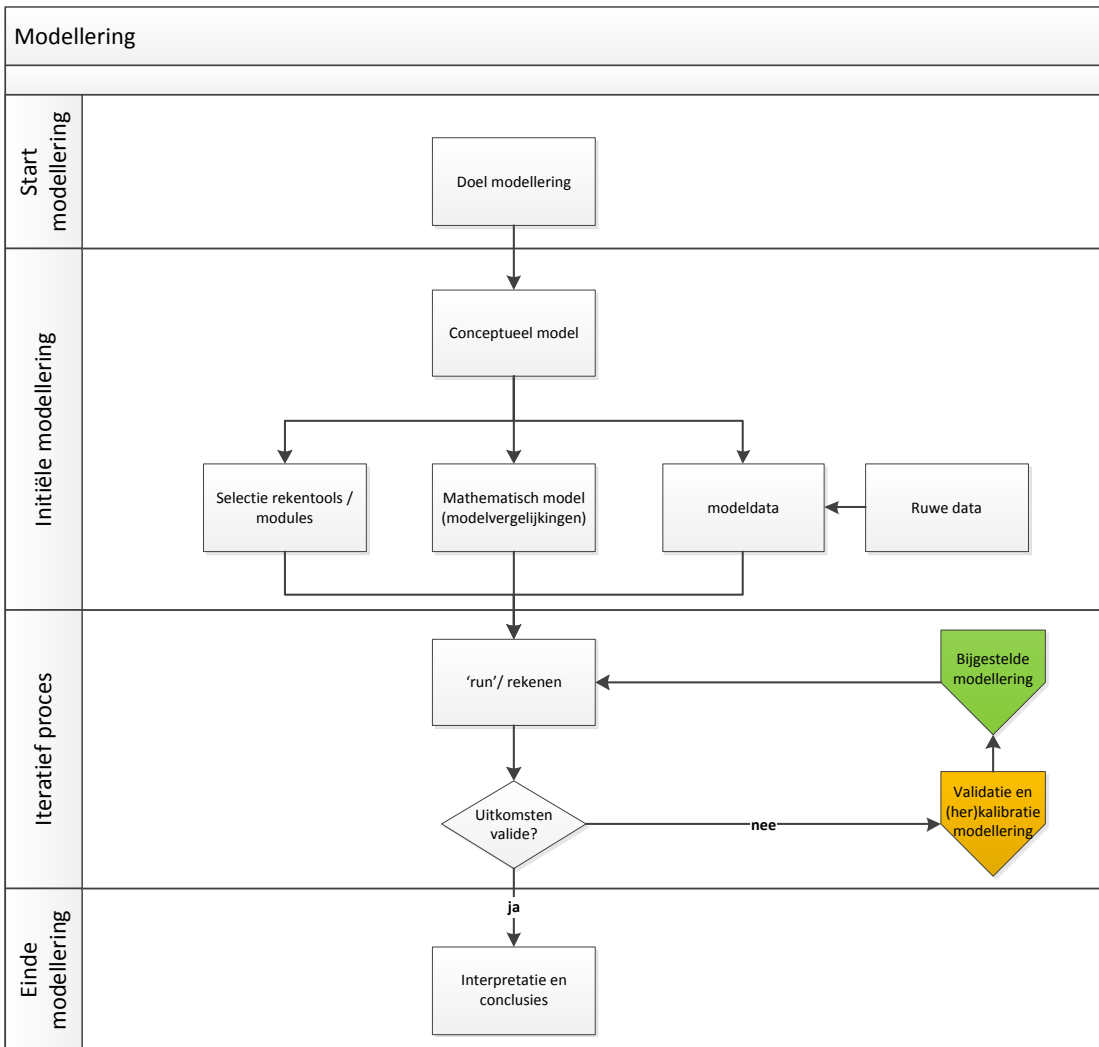 Modellering
Start
modellering
Doel modellering
Initiële modellering
Conceptueel model
Selectie rekentools /
modules
Mathematisch model
(modelvergelijkingen)
modeldata
Ruwe data
Iteratief proces
‘run’/ rekenen
Bijgestelde
modellering
Uitkomsten
valide?
nee
Validatie en
(her)kalibratie
modellering
Einde
modellering
ja
Interpretatie en
conclusies